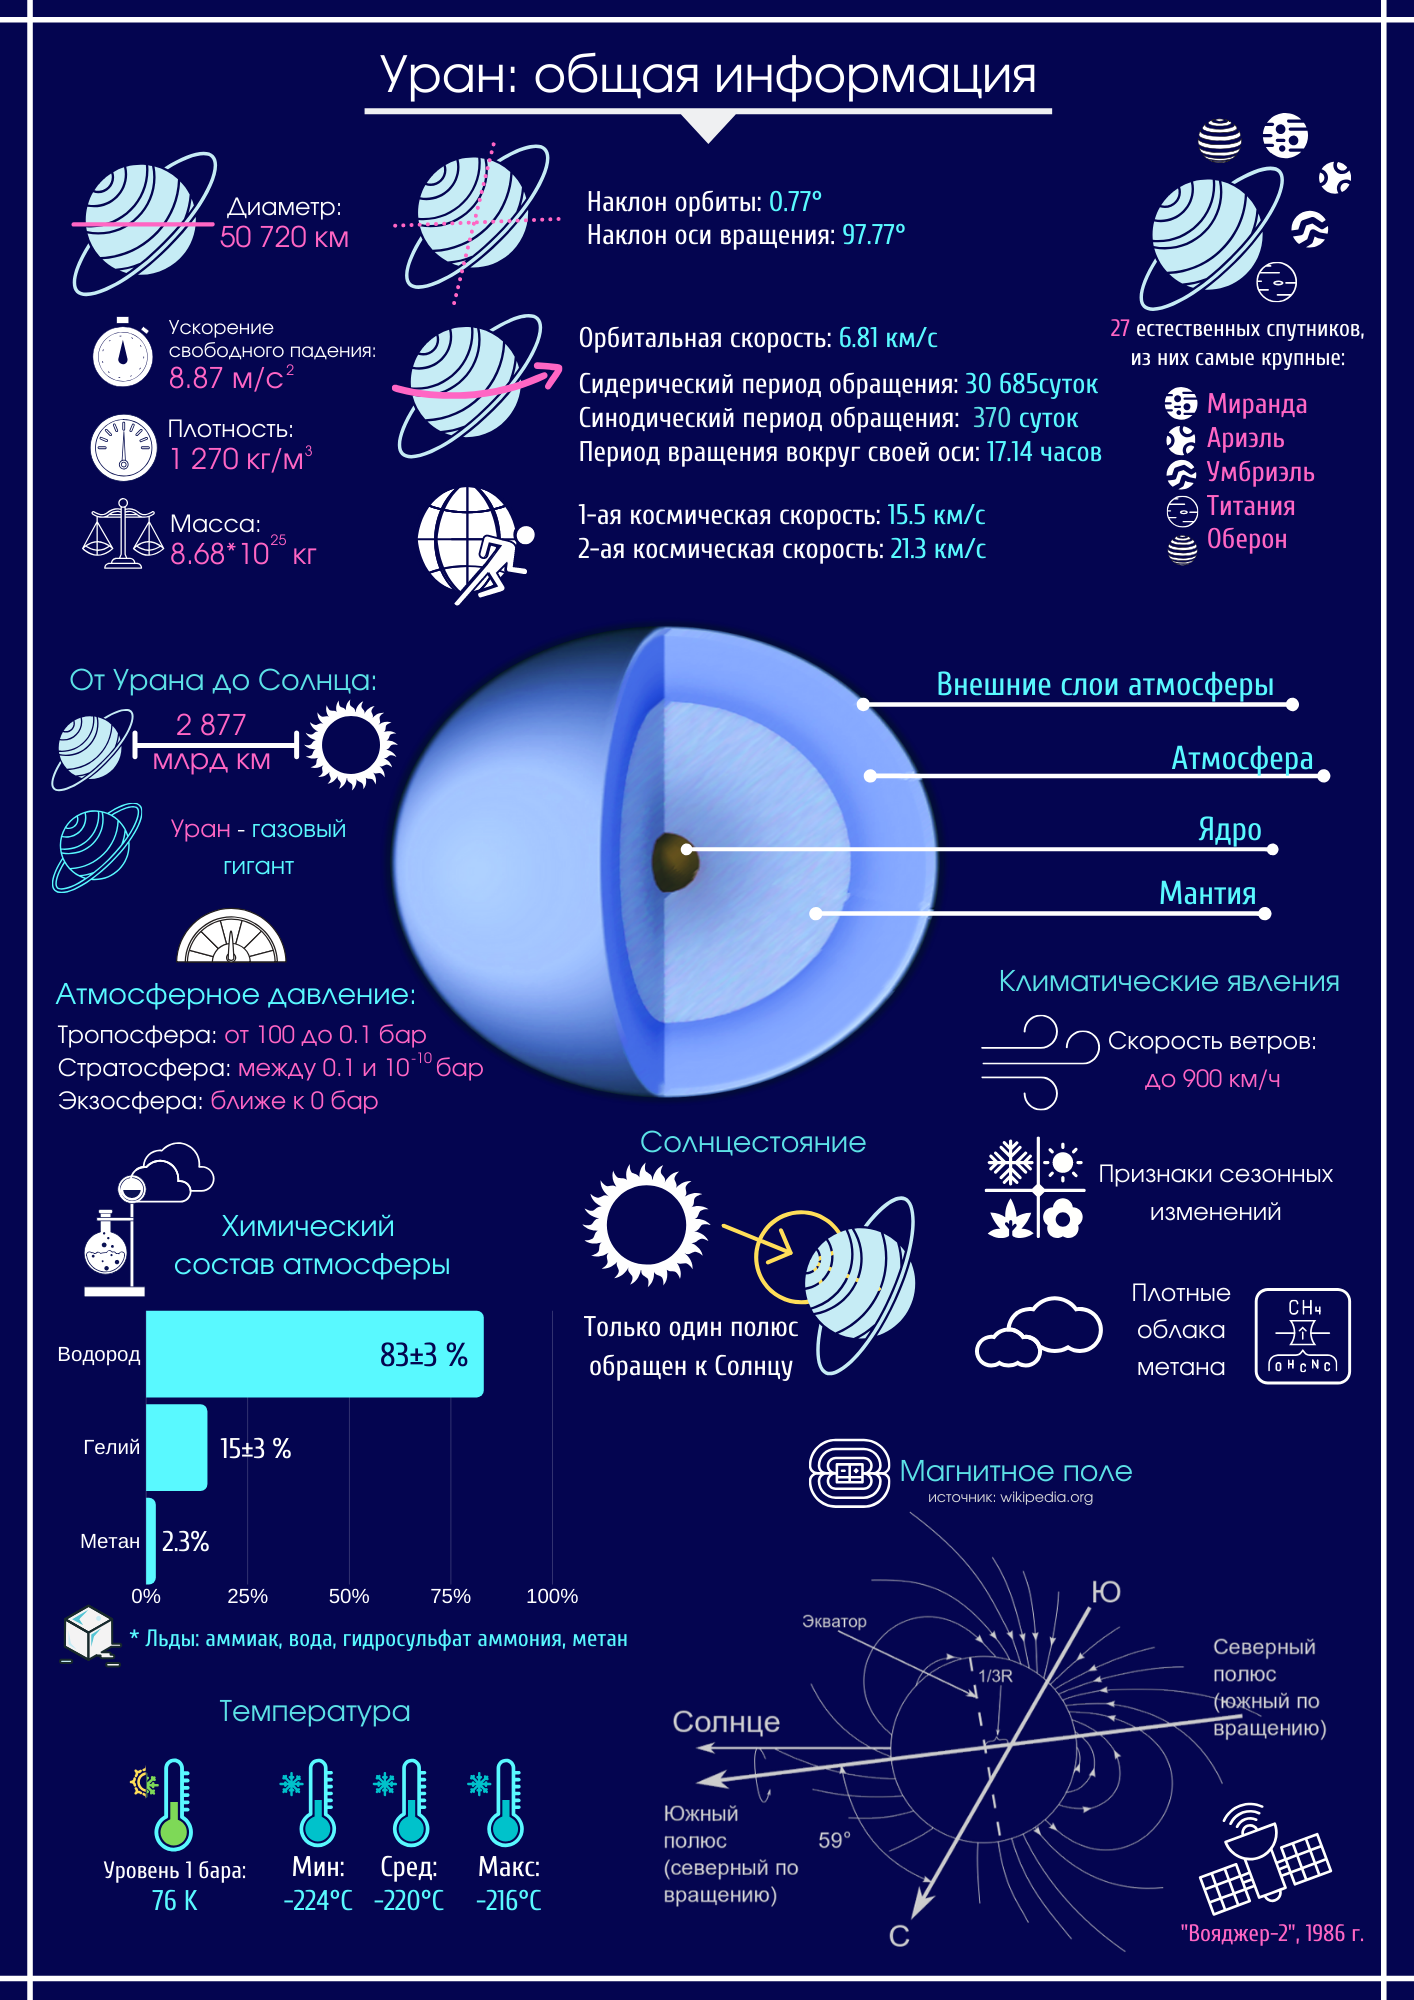 Уран: общая информация
Диаметр:
50 720 км
Наклон орбиты: 0.77°
Наклон оси вращения: 97.77°
27 естественных спутников,
из них самые крупные:
Миранда
Ариэль
Умбриэль
Титания
Оберон
Ускорение
свободного падения:
8.87 м/с²
Плотность:
1 270 кг/м³
Масса:
8.68*10²⁵ кг
Орбитальная скорость: 6.81 км/с
Сидерический период обращения: 30 685суток
Синодический период обращения: 370 суток
Период вращения вокруг своей оси: 17.14 часов
1-ая космическая скорость: 15.5 км/с
2-ая космическая скорость: 21.3 км/с
От Урана до Солнца:
2 877
млрд км
Уран - газовый
гигант
Внешние слои атмосферы
Атмосфера
Ядро
Мантия
Атмосферное давление:
Тропосфера: от 100 до 0.1 бар
Стратосфера: между 0.1 и 10⁻¹⁰ бар
Экзосфера: ближе к 0 бар
Климатические явления
Скорость ветров:
до 900 км/ч
Признаки сезонных
изменений
Плотные
облака
метана
CH4
OHCNC
Солнцестояние
Только один полюс
обращен к Солнцу
Химический
состав атмосферы
Водород
83±3 %
Гелий
15±3 %
Метан
2.3%
0% 25% 50% 75% 100%
* Льды: аммиак, вода, гидросульфат аммония, метан
Температура
Уровень 1 бара:
76 K
Мин:
-224°C
Сред:
-220°C
Макс:
-216°C
Магнитное поле
источник: wikipedia.org
Ю
Экватор
1/3R
Северный
полюс
(южный по
вращению)
Солнце
Южный
полюс
(северный по
вращению)
59°
С
"Вояджер-2", 1986 г.